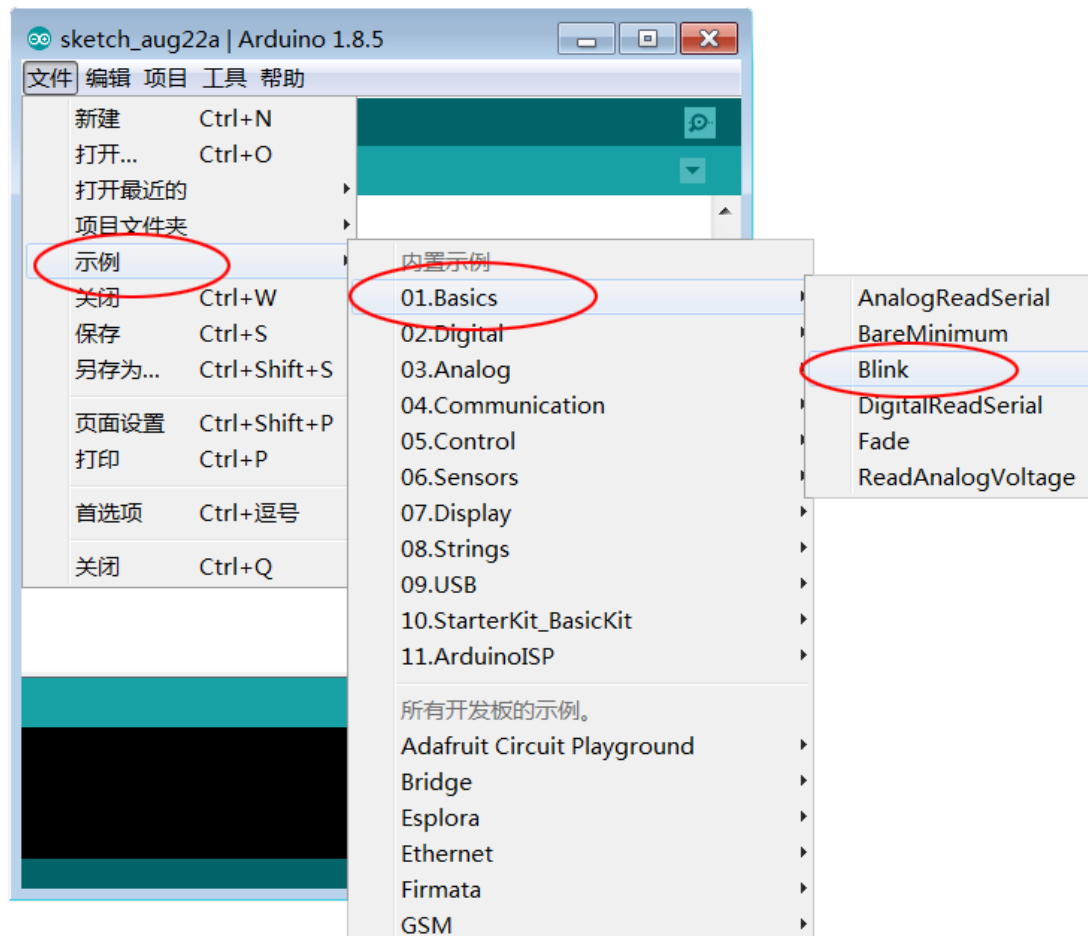 sketch_aug22a | Arduino 1.8.5
文件 编辑 项目 工具 帮助
新建 Ctrl+N
打开... Ctrl+O
打开最近的
项目文件夹
示例
关闭 Ctrl+W
保存 Ctrl+S
另存为... Ctrl+Shift+S
页面设置 Ctrl+Shift+P
打印 Ctrl+P
首选项 Ctrl+逗号
关闭 Ctrl+Q
内置示例
01.Basics
02.Digital
03.Analog
04.Communication
05.Control
06.Sensors
07.Display
08.Strings
09.USB
10.StarterKit_BasicKit
11.ArduinoISP
所有开发板的示例。
Adafruit Circuit Playground
Bridge
Esplora
Ethernet
Firmata
GSM
AnalogReadSerial
BareMinimum
Blink
DigitalReadSerial
Fade
ReadAnalogVoltage